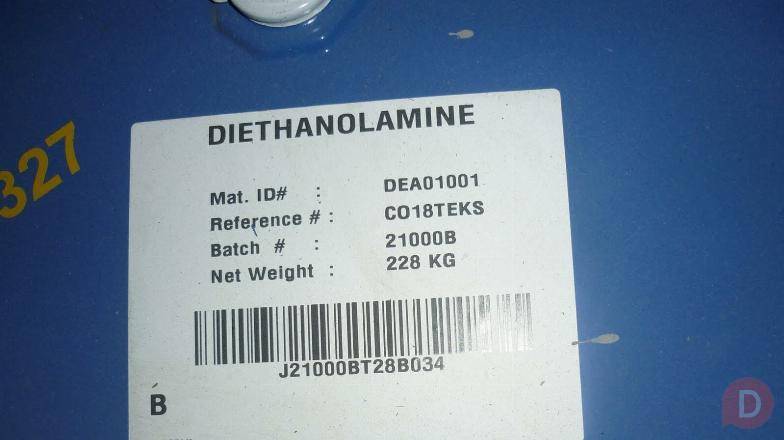 DIETHANOLAMINE
Mat. ID# : DEA01001
Reference # : CO18TEKS
Batch # : 21000B
Net Weight : 228 KG
J21000BT28B034
B
327
D